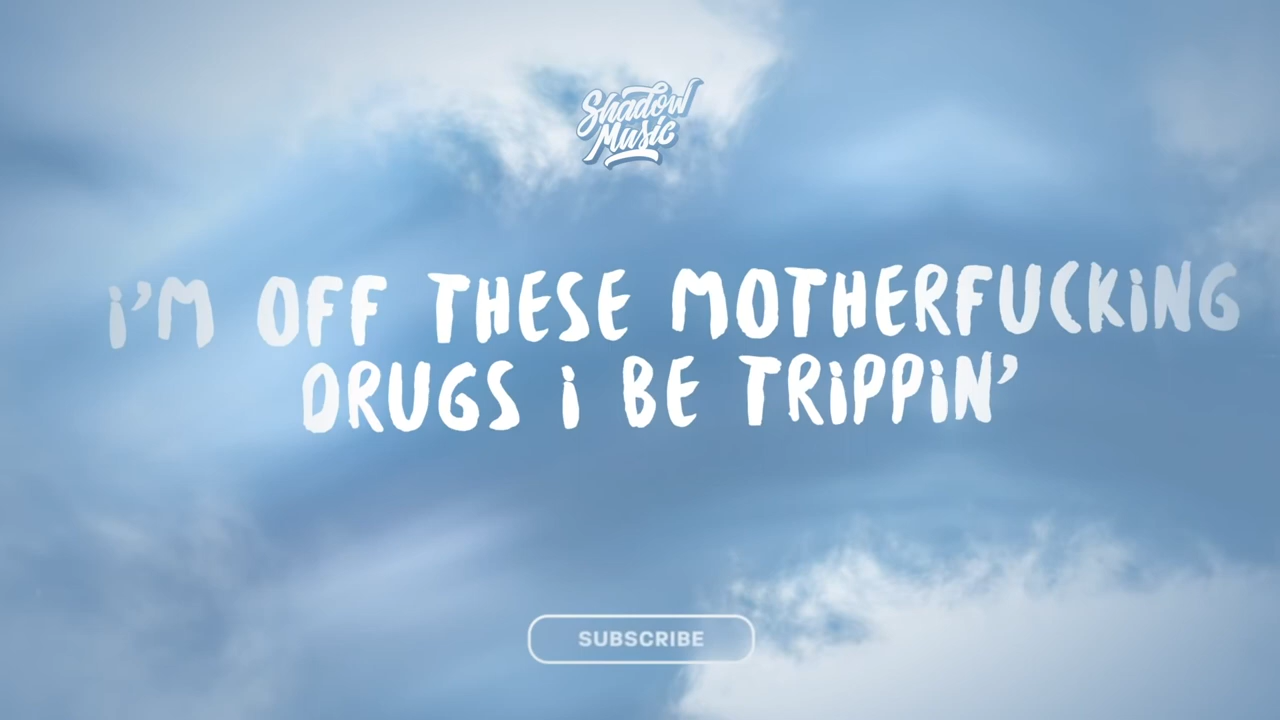 Shadow
Music
i'M OFF THESE MOTHERFUCKiNG
DRUGS i BE TRiPPiN'
SUBSCRIBE